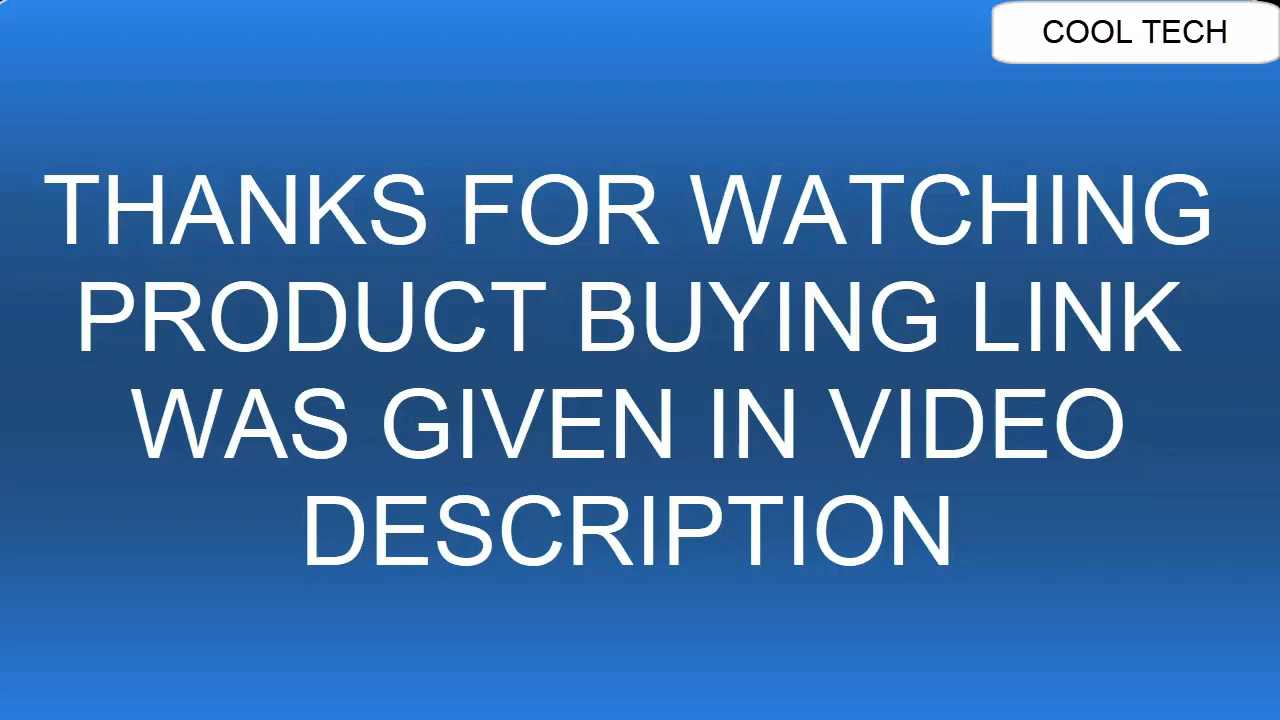 COOL TECH
THANKS FOR WATCHING
PRODUCT BUYING LINK
WAS GIVEN IN VIDEO
DESCRIPTION